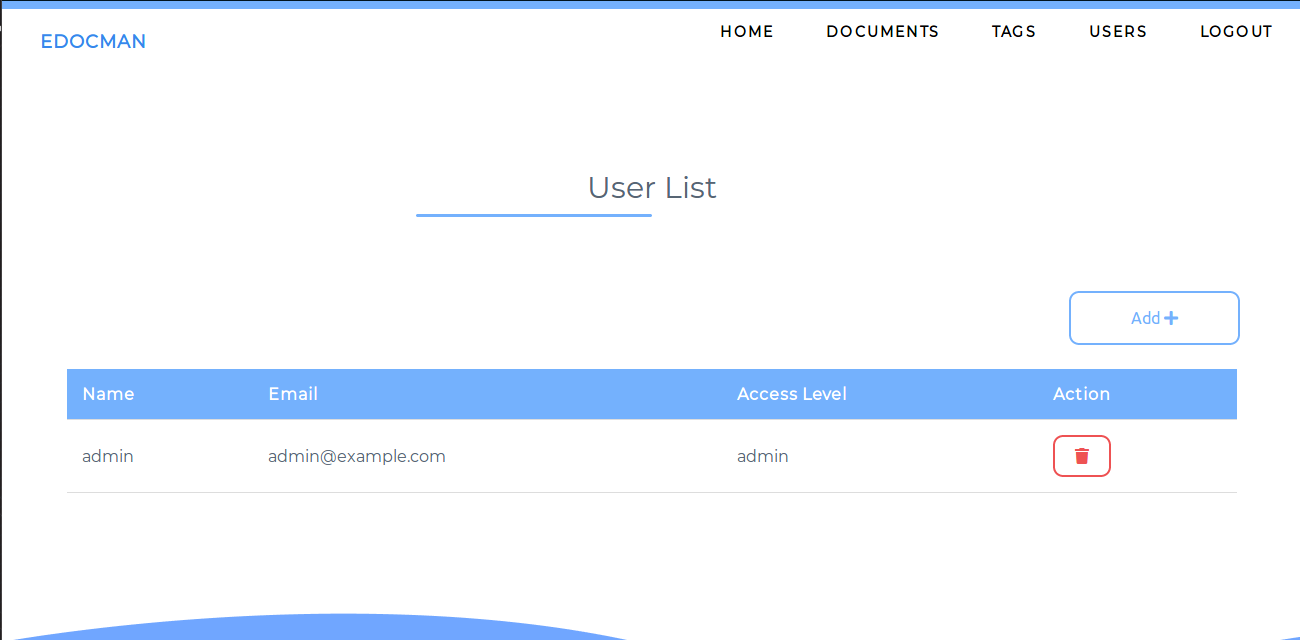 EDOCMAN
HOME DOCUMENTS TAGS USERS LOGOUT
User List
Add
Name Email Access Level Action
admin admin@example.com admin